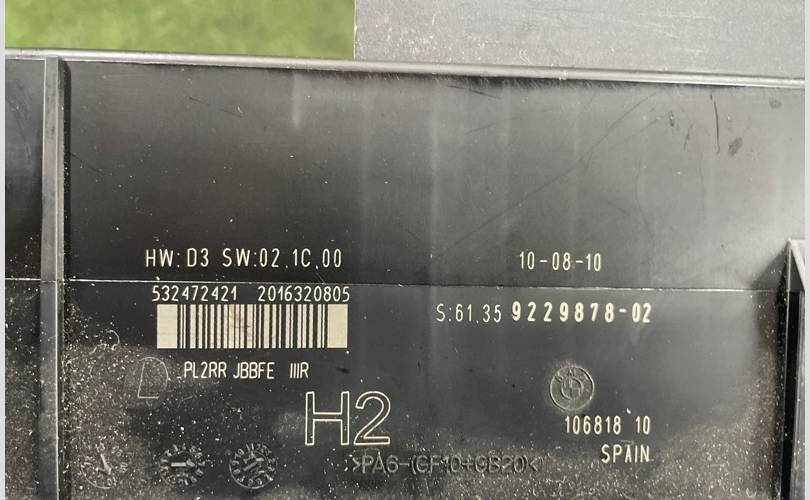 HW:D3 SW:02.1C.00
10-08-10
532472421 2016320805
S:61.35 9229878-02
PL2RR JBBFE IIIR
H2
106818 10
SPAIN
>PA6-(GF10+GB20)<